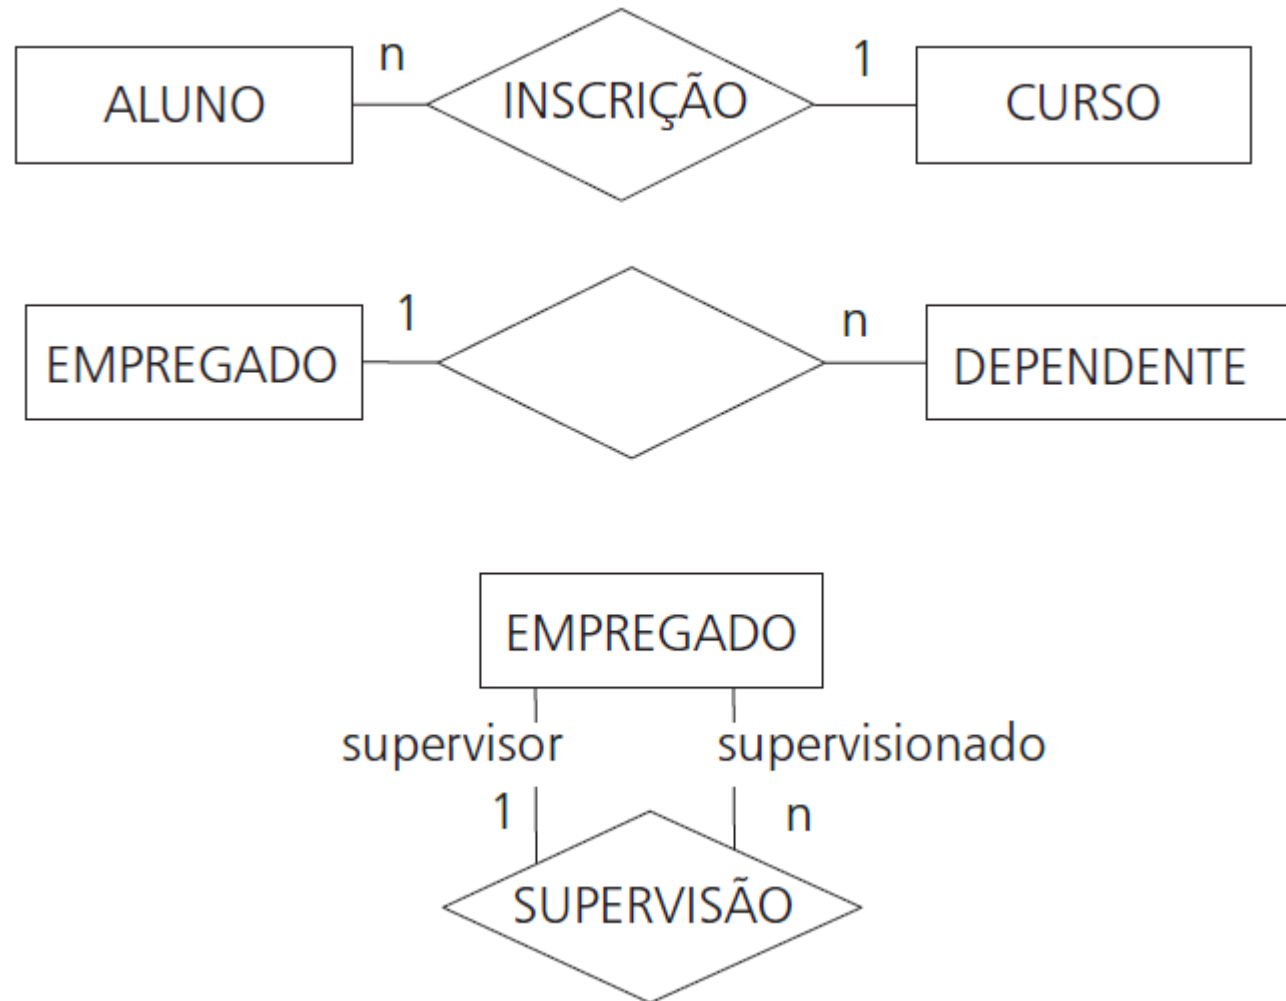 n 1
ALUNO INSCRIÇÃO CURSO
1 n
EMPREGADO DEPENDENTE
EMPREGADO
supervisor supervisionado
1 n
SUPERVISÃO